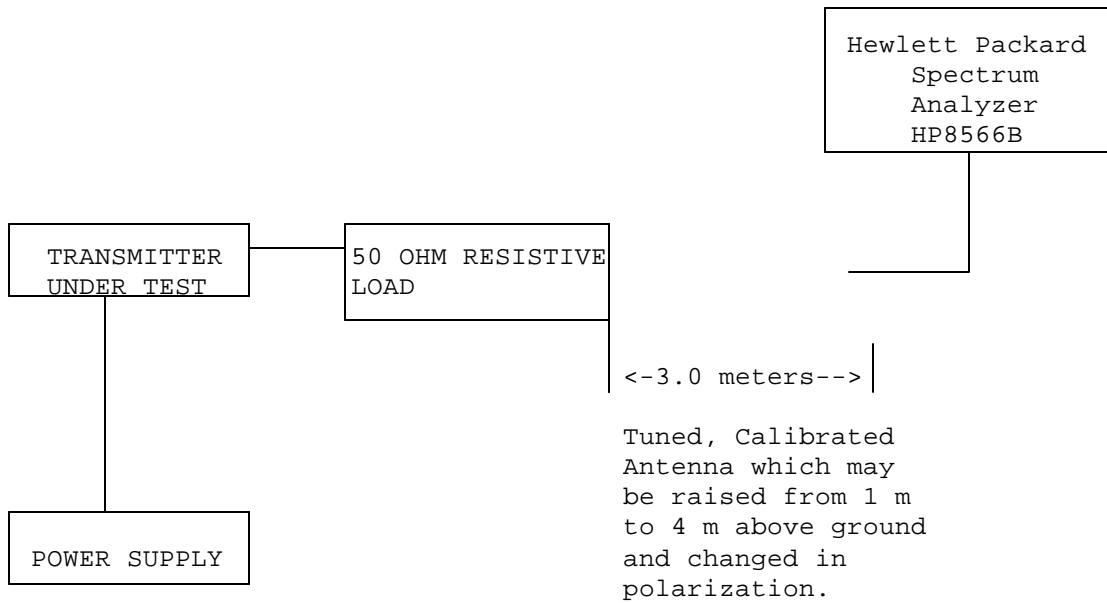 Hewlett Packard
Spectrum
Analyzer
HP8566B
TRANSMITTER
UNDER TEST
50 OHM RESISTIVE
LOAD
<-3.0 meters-->
Tuned, Calibrated
Antenna which may
be raised from 1 m
to 4 m above ground
and changed in
polarization.
POWER SUPPLY